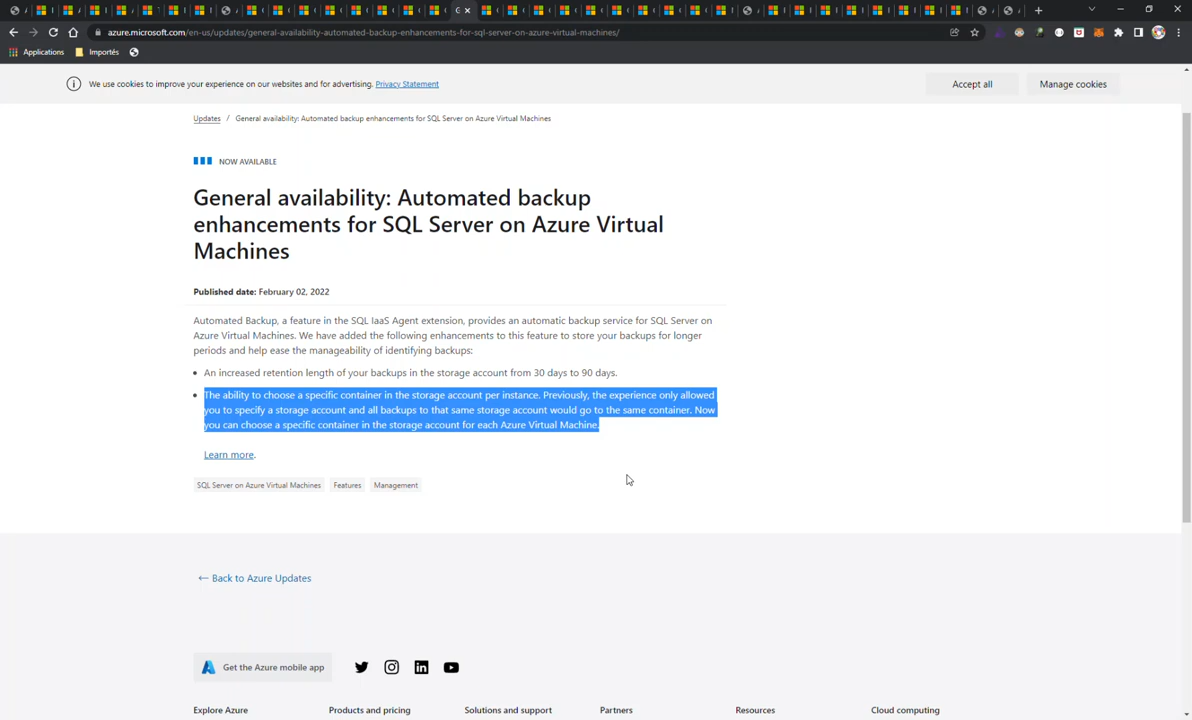 azure.microsoft.com/en-us/updates/general-availability-automated-backup-enhancements-for-sql-server-on-azure-virtual-machines/
Applications
Importés
We use cookies to improve your experience on our websites and for advertising. Privacy Statement
Accept all
Manage cookies
Updates / General availability: Automated backup enhancements for SQL Server on Azure Virtual Machines
NOW AVAILABLE
General availability: Automated backup
enhancements for SQL Server on Azure Virtual
Machines
Published date: February 02, 2022
Automated Backup, a feature in the SQL IaaS Agent extension, provides an automatic backup service for SQL Server on
Azure Virtual Machines. We have added the following enhancements to this feature to store your backups for longer
periods and help ease the manageability of identifying backups:
• An increased retention length of your backups in the storage account from 30 days to 90 days.
• The ability to choose a specific container in the storage account per instance. Previously, the experience only allowed
you to specify a storage account and all backups to that same storage account would go to the same container. Now
you can choose a specific container in the storage account for each Azure Virtual Machine.
Learn more.
SQL Server on Azure Virtual Machines
Features
Management
← Back to Azure Updates
Get the Azure mobile app
Explore Azure
Products and pricing
Solutions and support
Partners
Resources
Cloud computing